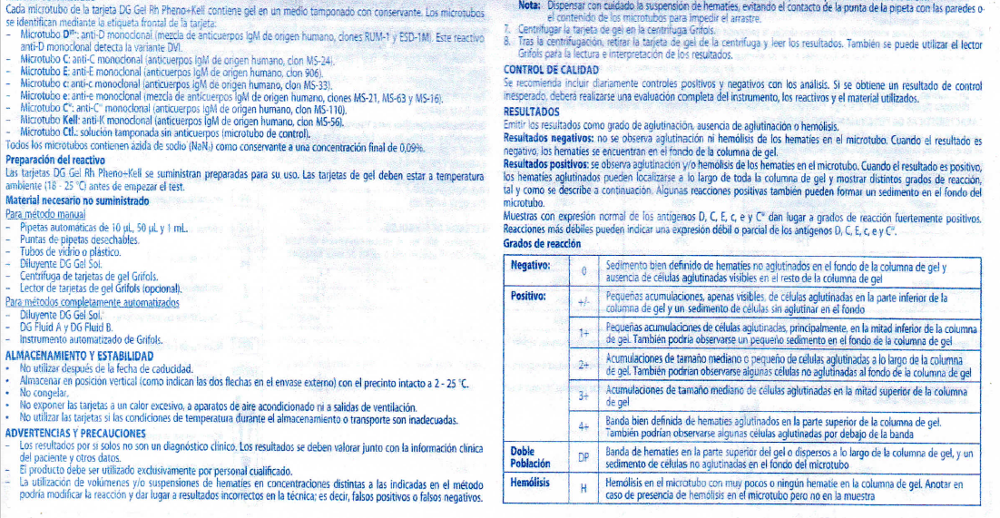 Cada microtubo de la tarjeta DG Gel Rh Pheno+Kell contiene gel en un medio tamponado con conservante. Los microtubos
se identifican mediante la etiqueta frontal de la tarjeta:
– Microtubo Dᵛᴵ⁺: anti-D monoclonal (mezcla de anticuerpos IgM de origen humano, clones RUM-1 y ESD-1M). Este reactivo
anti-D monoclonal detecta la variante DVI.
– Microtubo C: anti-C monoclonal (anticuerpos IgM de origen humano, clon MS-24).
– Microtubo E: anti-E monoclonal (anticuerpos IgM de origen humano, clon 906).
– Microtubo c: anti-c monoclonal (anticuerpos IgM de origen humano, clon MS-33).
– Microtubo e: anti-e monoclonal (mezcla de anticuerpos IgM de origen humano, clones MS-21, MS-63 y MS-16).
– Microtubo Cʷ: anti-Cʷ monoclonal (anticuerpos IgM de origen humano, clon MS-110).
– Microtubo Kell: anti-K monoclonal (anticuerpos IgM de origen humano, clon MS-56).
– Microtubo Ctl.: solución tamponada sin anticuerpos (microtubo de control).
Todos los microtubos contienen azida de sodio (NaN₃) como conservante a una concentración final de 0,09%.
Preparación del reactivo
Las tarjetas DG Gel Rh Pheno+Kell se suministran preparadas para su uso. Las tarjetas de gel deben estar a temperatura
ambiente (18 - 25 °C) antes de empezar el test.
Material necesario no suministrado
Para método manual
– Pipetas automáticas de 10 µL, 50 µL y 1 mL.
– Puntas de pipetas desechables.
– Tubos de vidrio o plástico.
– Diluyente DG Gel Sol.
– Centrífuga de tarjetas de gel Grifols.
– Lector de tarjetas de gel Grifols (opcional).
Para métodos completamente automatizados
– Diluyente DG Gel Sol.
– DG Fluid A y DG Fluid B.
– Instrumento automatizado de Grifols.
ALMACENAMIENTO Y ESTABILIDAD
• No utilizar después de la fecha de caducidad.
• Almacenar en posición vertical (como indican las dos flechas en el envase externo) con el precinto intacto a 2 - 25 °C.
• No congelar.
• No exponer las tarjetas a un calor excesivo, a aparatos de aire acondicionado ni a salidas de ventilación.
• No utilizar las tarjetas si las condiciones de temperatura durante el almacenamiento o transporte son inadecuadas.
ADVERTENCIAS Y PRECAUCIONES
– Los resultados por si solos no son un diagnóstico clínico. Los resultados se deben valorar junto con la información clínica
del paciente y otros datos.
– El producto debe ser utilizado exclusivamente por personal cualificado.
– La utilización de volúmenes y/o suspensiones de hematíes en concentraciones distintas a las indicadas en el método
podría modificar la reacción y dar lugar a resultados incorrectos en la técnica; es decir, falsos positivos o falsos negativos.
Nota: Dispensar con cuidado la suspensión de hematíes, evitando el contacto de la punta de la pipeta con las paredes o
el contenido de los microtubos para impedir el arrastre.
7. Centrifugar la tarjeta de gel en la centrífuga Grifols.
8. Tras la centrifugación, retirar la tarjeta de gel de la centrífuga y leer los resultados. También se puede utilizar el lector
Grifols para la lectura e interpretación de los resultados.
CONTROL DE CALIDAD
Se recomienda incluir diariamente controles positivos y negativos con los análisis. Si se obtiene un resultado de control
inesperado, deberá realizarse una evaluación completa del instrumento, los reactivos y el material utilizados.
RESULTADOS
Emitir los resultados como grado de aglutinación, ausencia de aglutinación o hemólisis.
Resultados negativos: no se observa aglutinación ni hemólisis de los hematíes en el microtubo. Cuando el resultado es
negativo, los hematíes se encuentran en el fondo de la columna de gel.
Resultados positivos: se observa aglutinación y/o hemólisis de los hematíes en el microtubo. Cuando el resultado es positivo,
los hematíes aglutinados pueden localizarse a lo largo de toda la columna de gel y mostrar distintos grados de reacción,
tal y como se describe a continuación. Algunas reacciones positivas también pueden formar un sedimento en el fondo del
microtubo.
Muestras con expresión normal de los antígenos D, C, E, c, e y Cʷ dan lugar a grados de reacción fuertemente positivos.
Reacciones más débiles pueden indicar una expresión débil o parcial de los antígenos D, C, E, c, e y Cʷ.
Grados de reacción
Negativo: 0 Sedimento bien definido de hematíes no aglutinados en el fondo de la columna de gel y
ausencia de células aglutinadas visibles en el resto de la columna de gel
Positivo: +/- Pequeñas acumulaciones, apenas visibles, de células aglutinadas en la parte inferior de la
columna de gel y un sedimento de células sin aglutinar en el fondo
1+ Pequeñas acumulaciones de células aglutinadas, principalmente, en la mitad inferior de la columna
de gel. También podría observarse un pequeño sedimento en el fondo de la columna de gel
2+ Acumulaciones de tamaño mediano o pequeño de células aglutinadas a lo largo de la columna
de gel. También podrían observarse algunas células no aglutinadas al fondo de la columna de gel
3+ Acumulaciones de tamaño mediano de células aglutinadas en la mitad superior de la columna
de gel
4+ Banda bien definida de hematíes aglutinados en la parte superior de la columna de gel.
También podrían observarse algunas células aglutinadas por debajo de la banda
Doble
Población DP Banda de hematíes en la parte superior del gel o dispersos a lo largo de la columna de gel, y un
sedimento de células no aglutinadas en el fondo del microtubo
Hemólisis H Hemólisis en el microtubo con muy pocos o ningún hematíe en la columna de gel. Anotar en
caso de presencia de hemólisis en el microtubo pero no en la muestra